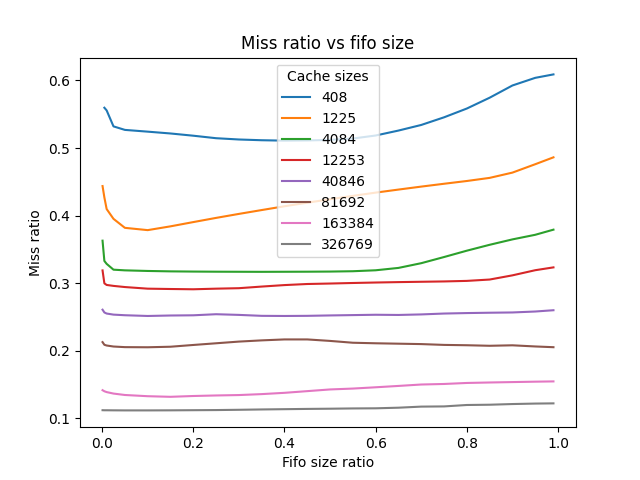 Miss ratio vs fifo size
Cache sizes
408
1225
4084
12253
40846
81692
163384
326769
Miss ratio
0.6
0.5
0.4
0.3
0.2
0.1
0.0 0.2 0.4 0.6 0.8 1.0
Fifo size ratio